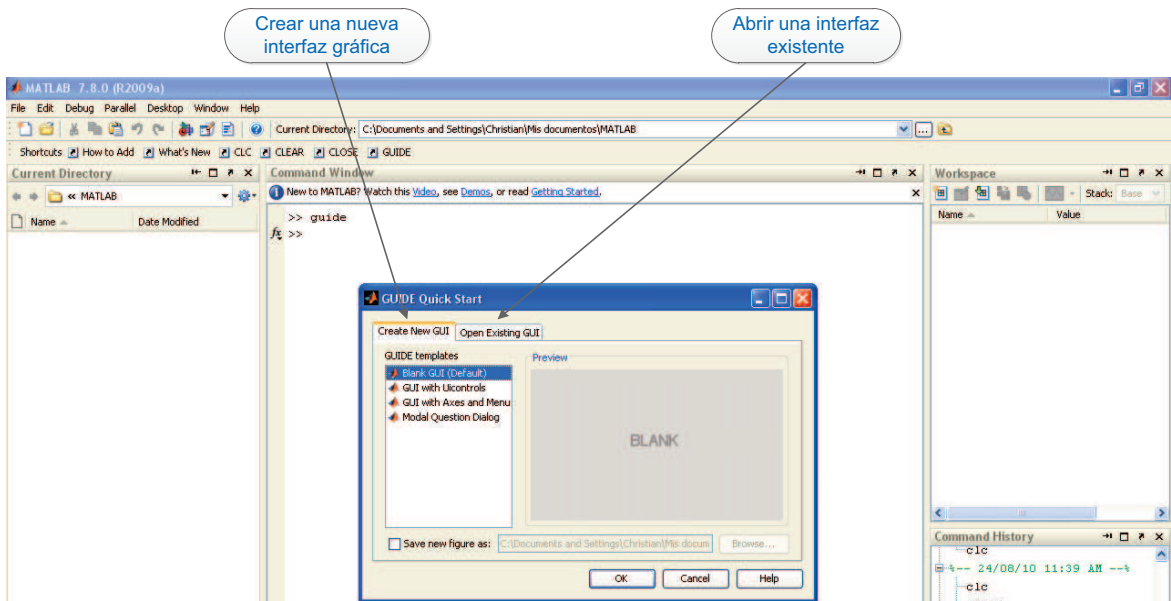 Crear una nueva
interfaz gráfica
Abrir una interfaz
existente
MATLAB 7.8.0 (R2009a)
File Edit Debug Parallel Desktop Window Help
Current Directory: C:\Documents and Settings\Christian\Mis documentos\MATLAB
Shortcuts How to Add What's New CLC CLEAR CLOSE GUIDE
Current Directory
« MATLAB
Name Date Modified
Command Window
New to MATLAB? Watch this Video, see Demos, or read Getting Started.
>> guide
fx >>
Workspace
Stack: Base
Name Value
GUIDE Quick Start
Create New GUI Open Existing GUI
GUIDE templates
Blank GUI (Default)
GUI with Uicontrols
GUI with Axes and Menu
Modal Question Dialog
Preview
BLANK
Save new figure as: C:\Documents and Settings\Christian\Mis docum Browse...
OK Cancel Help
Command History
clc
%-- 24/08/10 11:39 AM --%
clc